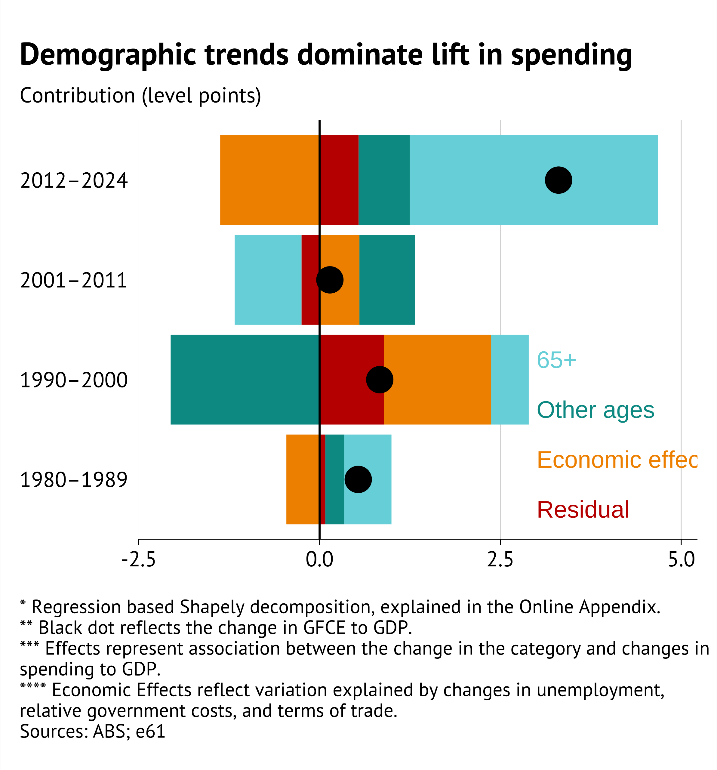 Demographic trends dominate lift in spending
Contribution (level points)
2012–2024
2001–2011
1990–2000
1980–1989
65+
Other ages
Economic effec
Residual
-2.5 0.0 2.5 5.0
* Regression based Shapely decomposition, explained in the Online Appendix.
** Black dot reflects the change in GFCE to GDP.
*** Effects represent association between the change in the category and changes in
spending to GDP.
**** Economic Effects reflect variation explained by changes in unemployment,
relative government costs, and terms of trade.
Sources: ABS; e61